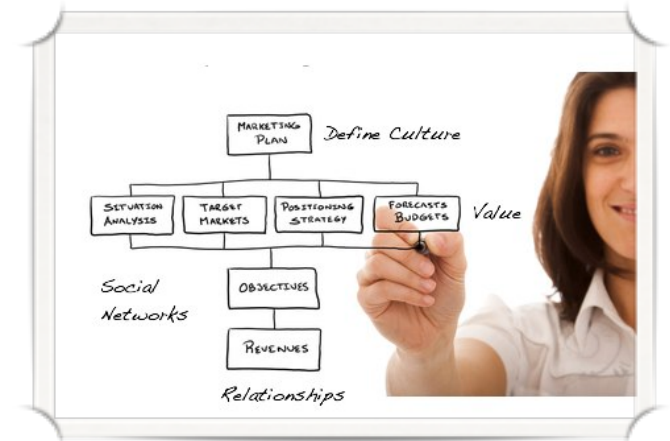 MARKETING
PLAN
Define Culture
SITUATION
ANALYSIS
TARGET
MARKETS
POSITIONING
STRATEGY
FORECASTS
BUDGETS
Value
Social
Networks
OBJECTIVES
REVENUES
Relationships